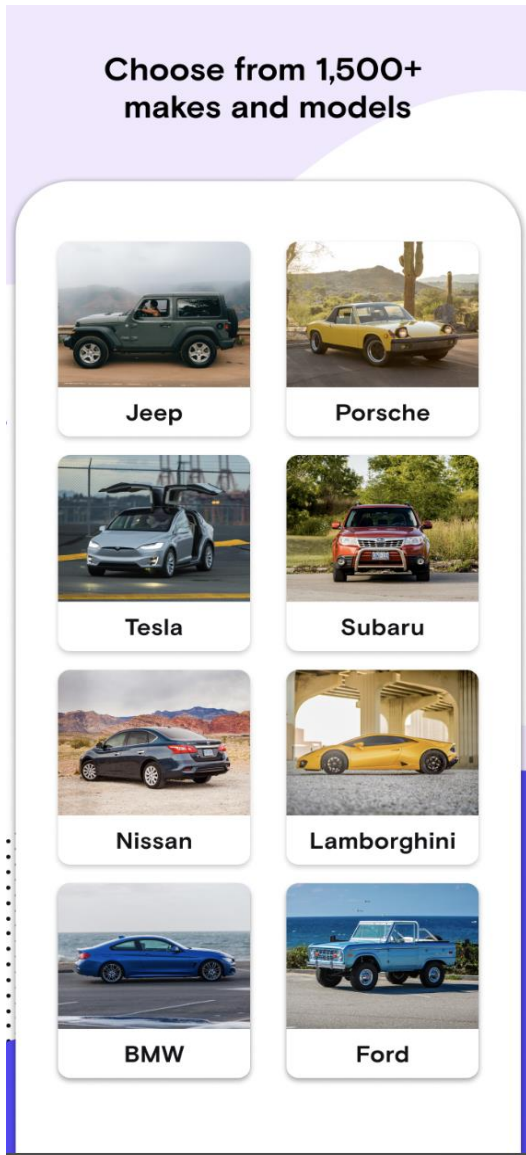 Choose from 1,500+
makes and models
Jeep
Porsche
Tesla
Subaru
Nissan
Lamborghini
BMW
Ford